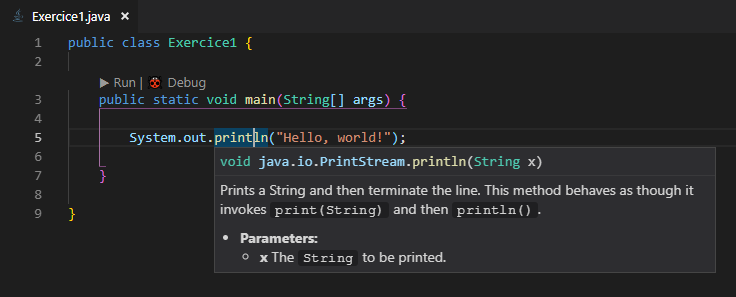 Exercice1.java ×
1 public class Exercice1 {
2
Run | Debug
3 public static void main(String[] args) {
4
5 System.out.println("Hello, world!");
6
void java.io.PrintStream.println(String x)
7 }
Prints a String and then terminate the line. This method behaves as though it
8
invokes print(String) and then println().
9 }
• Parameters:
○ x The String to be printed.